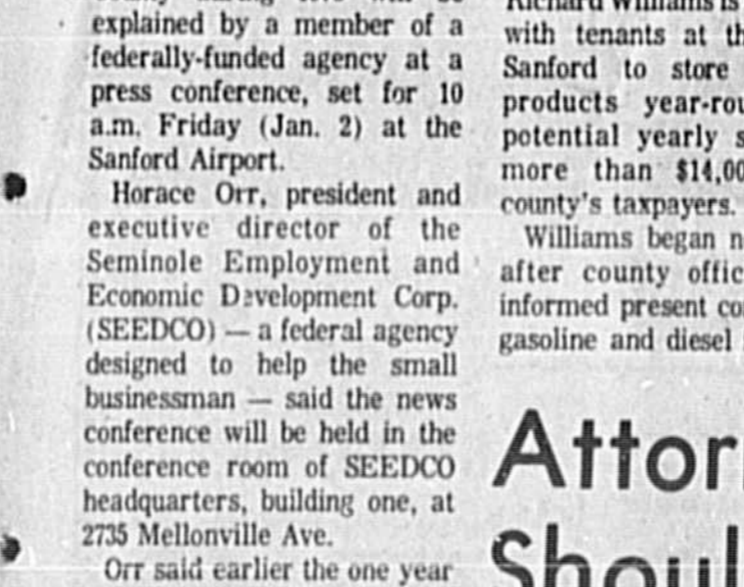 explained by a member of a
federally-funded agency at a
press conference, set for 10
a.m. Friday (Jan. 2) at the
Sanford Airport.
Horace Orr, president and
executive director of the
Seminole Employment and
Economic Development Corp.
(SEEDCO) — a federal agency
designed to help the small
businessman — said the news
conference will be held in the
conference room of SEEDCO
headquarters, building one, at
2735 Mellonville Ave.
Orr said earlier the one year
Richard Williams is
with tenants at th
Sanford to store
products year-rou
potential yearly s
more than $14,00
county's taxpayers.
Williams began n
after county offic
informed present co
gasoline and diesel
Attor
Shoul